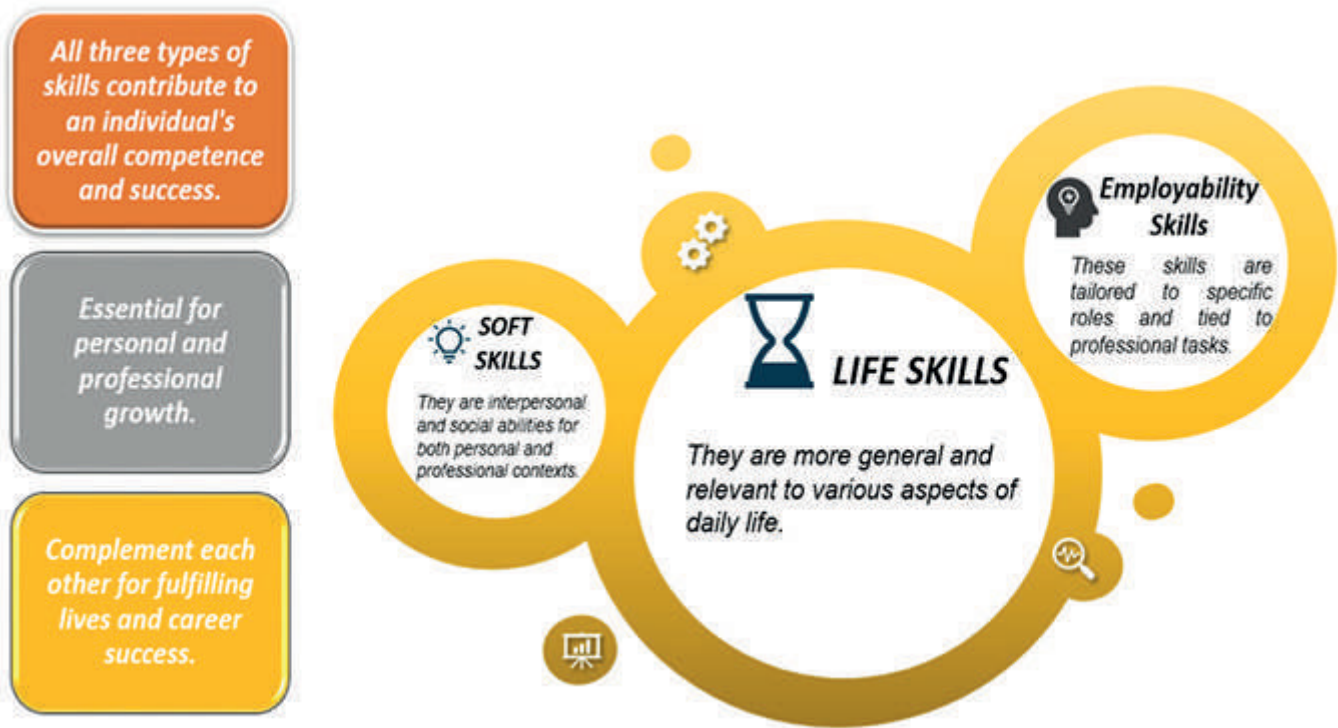 All three types of
skills contribute to
an individual's
overall competence
and success.
Essential for
personal and
professional
growth.
Complement each
other for fulfilling
lives and career
success.
SOFT
SKILLS
They are interpersonal
and social abilities for
both personal and
professional contexts.
LIFE SKILLS
They are more general and
relevant to various aspects of
daily life.
Employability
Skills
These skills are
tailored to specific
roles and tied to
professional tasks.